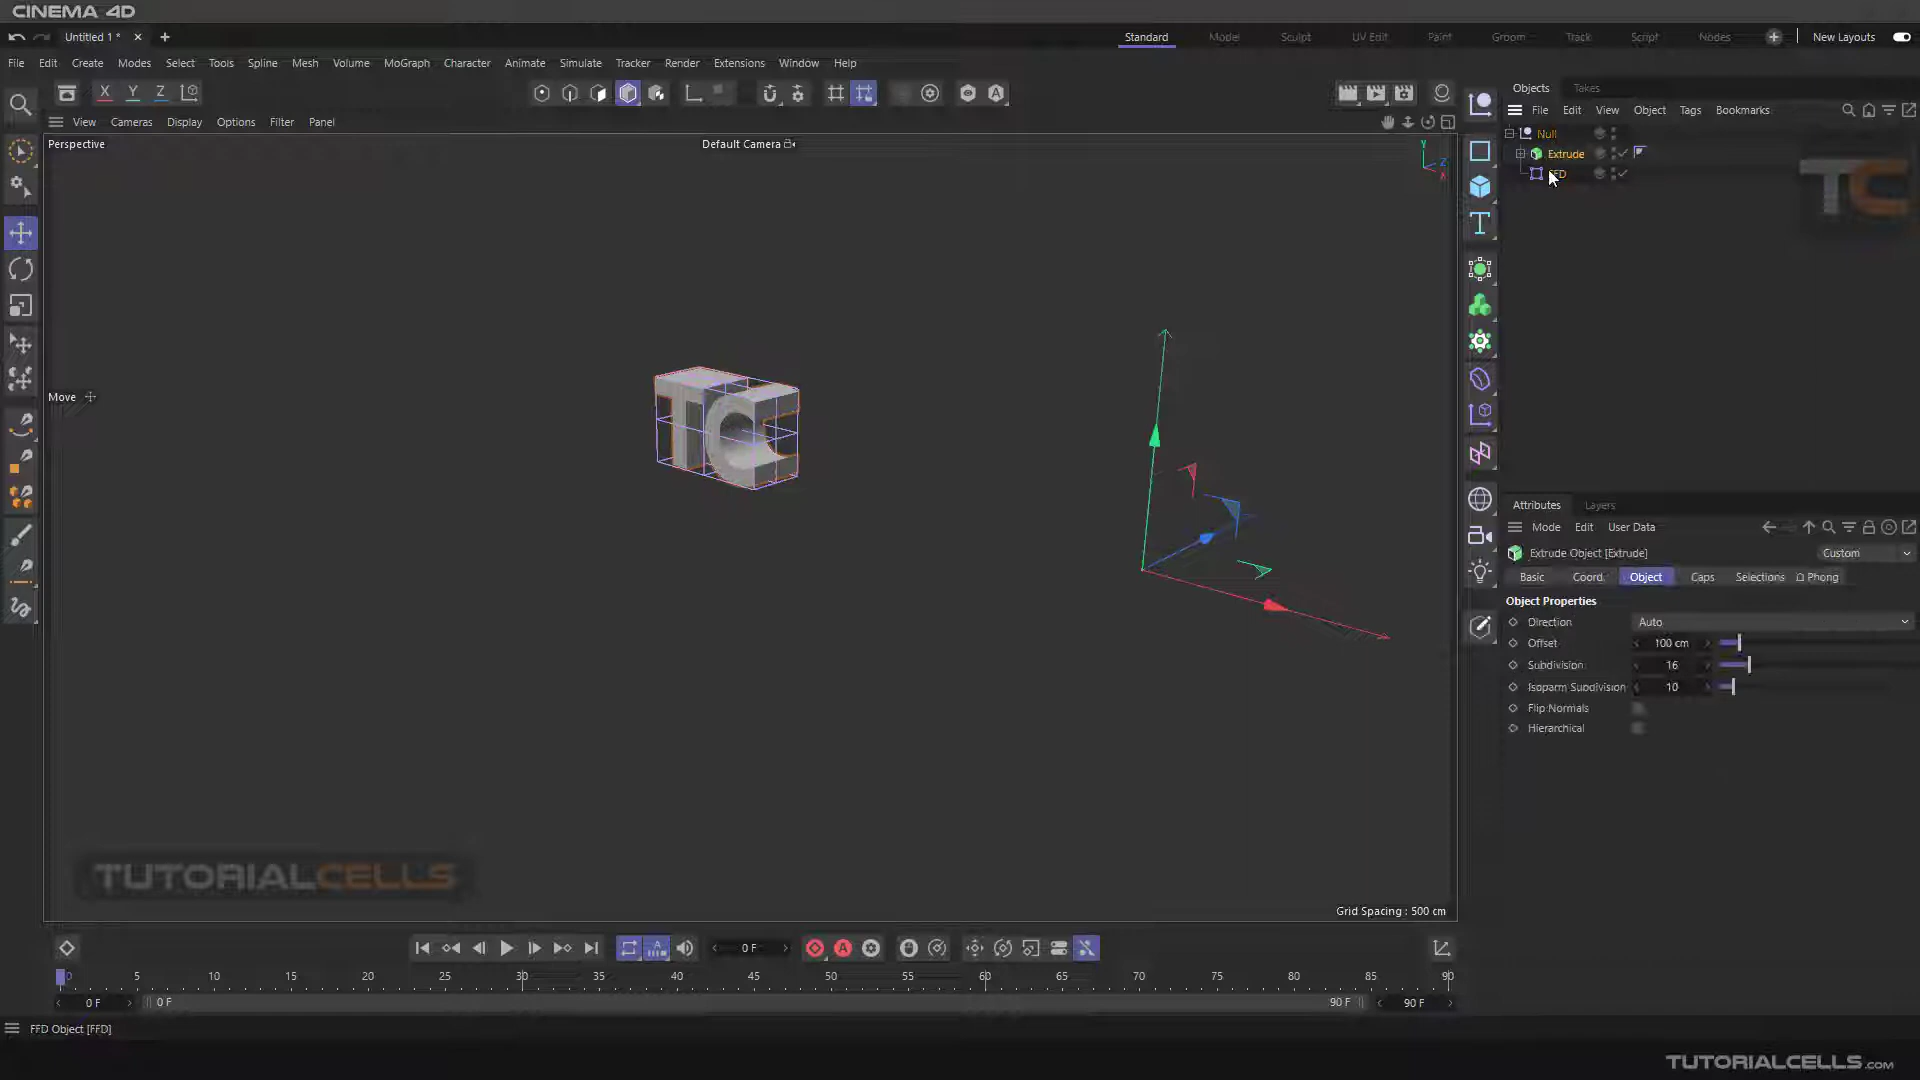 CINEMA 4D
Untitled 1 *
Standard Model Sculpt UV Edit Paint Groom Track Script Nodes New Layouts
File Edit Create Modes Select Tools Spline Mesh Volume MoGraph Character Animate Simulate Tracker Render Extensions Window Help
X Y Z
Objects Takes
File Edit View Object Tags Bookmarks
View Cameras Display Options Filter Panel
Perspective
Default Camera
Y
Z
X
Null
Extrude
FFD
TC
Move
TC
Attributes Layers
Mode Edit User Data
Extrude Object [Extrude]
Custom
Basic Coord. Object Caps Selections Phong
Object Properties
Direction Auto
Offset 100 cm
Subdivision 16
Isoparm Subdivision 10
Flip Normals
Hierarchical
TUTORIALCELLS
Grid Spacing : 500 cm
0 F
0 5 10 15 20 25 30 35 40 45 50 55 60 65 70 75 80 85 90
0 F 0 F 90 F 90 F
FFD Object [FFD]
TUTORIALCELLS.com